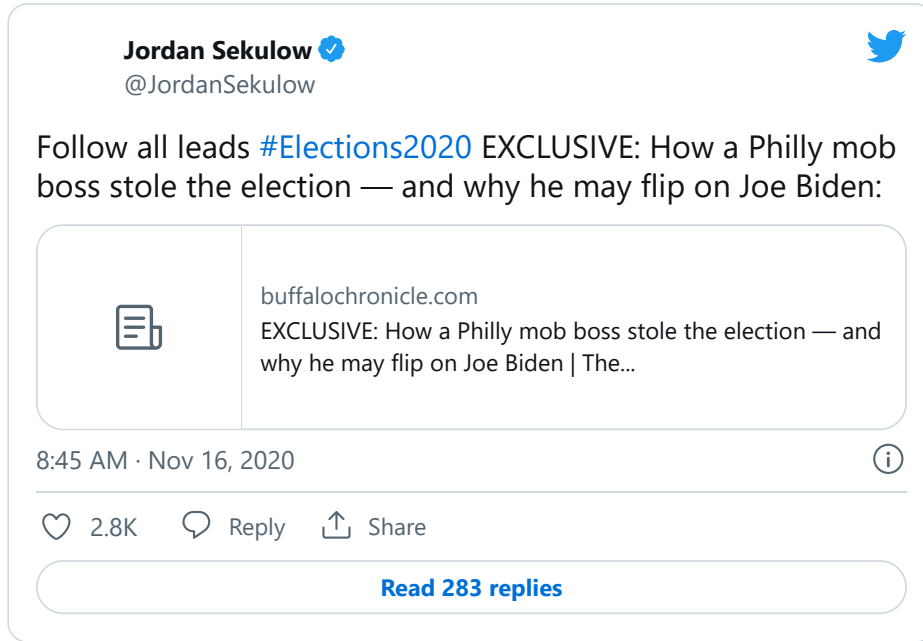 Jordan Sekulow
@JordanSekulow
Follow all leads #Elections2020 EXCLUSIVE: How a Philly mob
boss stole the election — and why he may flip on Joe Biden:
buffalochronicle.com
EXCLUSIVE: How a Philly mob boss stole the election — and
why he may flip on Joe Biden | The...
8:45 AM · Nov 16, 2020
2.8K Reply Share
Read 283 replies